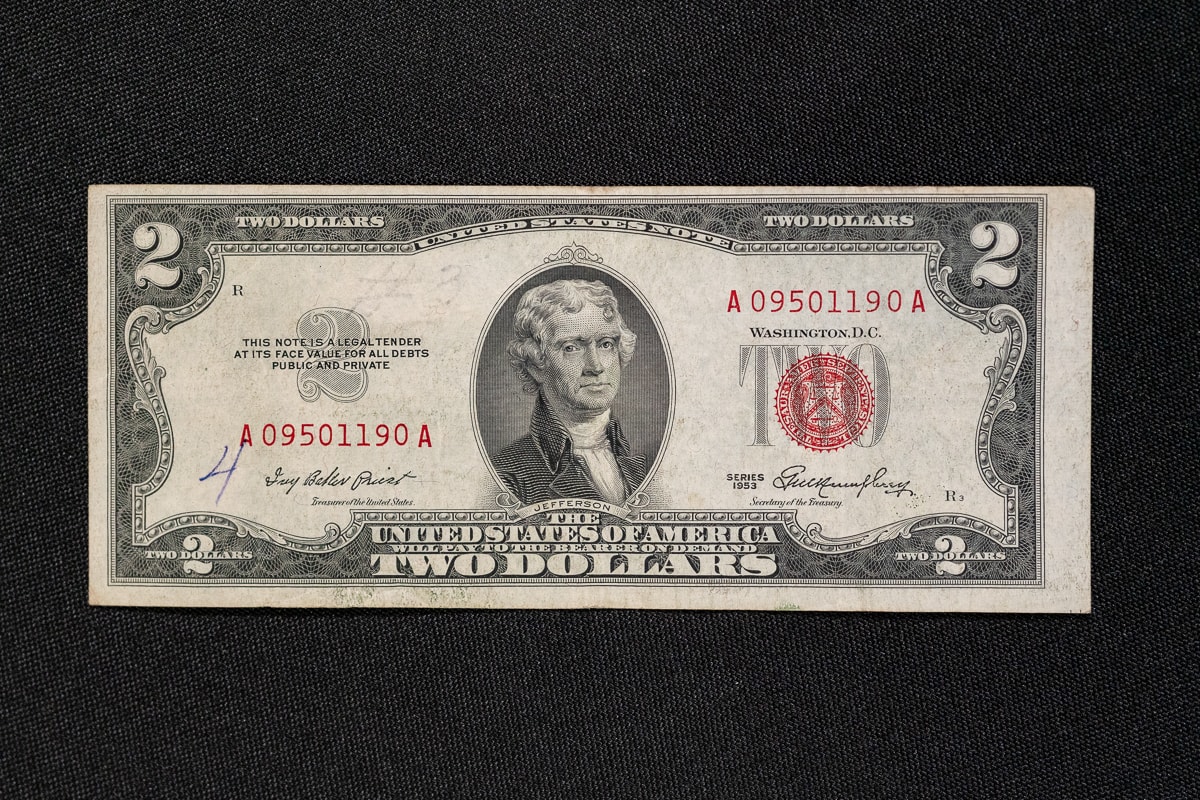 TWO DOLLARS
UNITED STATES NOTE
TWO DOLLARS
2
2
R
A 09501190 A
WASHINGTON, D.C.
2
THIS NOTE IS A LEGAL TENDER
AT ITS FACE VALUE FOR ALL DEBTS
PUBLIC AND PRIVATE
TWO
A 09501190 A
4
Ivy Baker Priest
Treasurer of the United States.
JEFFERSON
SERIES
1953
G.M. Humphrey
Secretary of the Treasury.
R 3
THE
UNITED STATES OF AMERICA
WILL PAY TO THE BEARER ON DEMAND
TWO DOLLARS
TWO DOLLARS
2
TWO DOLLARS
2